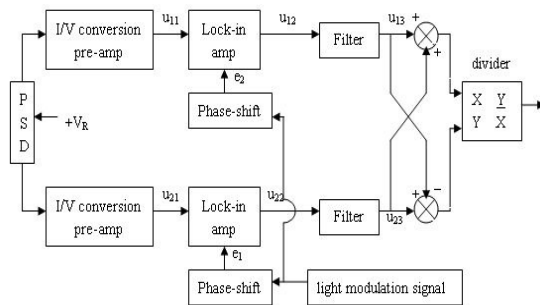 I/V conversion
pre-amp
u11
Lock-in
amp
u12
Filter
u13
+
+
divider
P
S
D
+VR
e2
Phase-shift
X Y
Y X
I/V conversion
pre-amp
u21
Lock-in
amp
u22
Filter
u23
+
−
e1
Phase-shift
light modulation signal